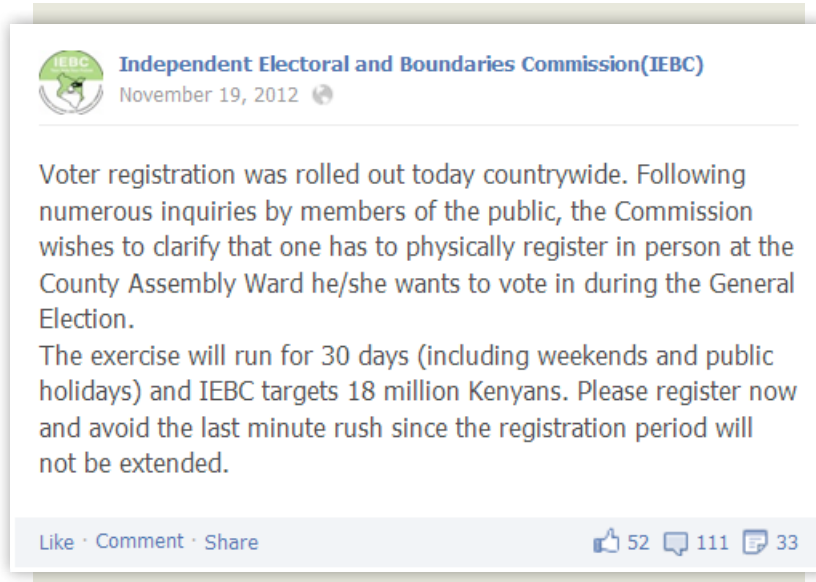 IEBC
Independent Electoral and Boundaries Commission(IEBC)
November 19, 2012
Voter registration was rolled out today countrywide. Following
numerous inquiries by members of the public, the Commission
wishes to clarify that one has to physically register in person at the
County Assembly Ward he/she wants to vote in during the General
Election.
The exercise will run for 30 days (including weekends and public
holidays) and IEBC targets 18 million Kenyans. Please register now
and avoid the last minute rush since the registration period will
not be extended.
Like · Comment · Share 52 111 33